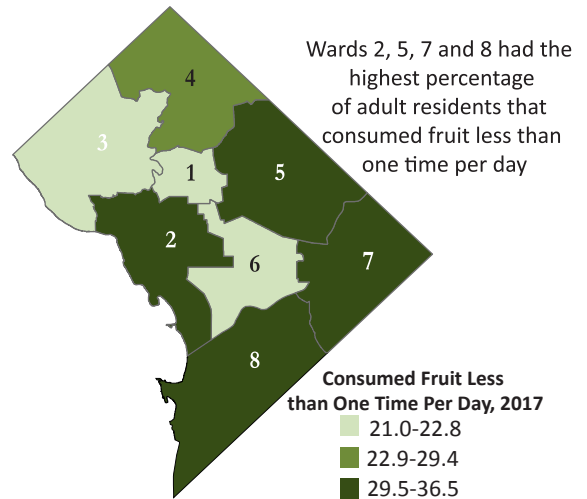 Wards 2, 5, 7 and 8 had the
highest percentage
of adult residents that
consumed fruit less than
one time per day
4
3
1
5
2
6
7
8
Consumed Fruit Less
than One Time Per Day, 2017
21.0-22.8
22.9-29.4
29.5-36.5